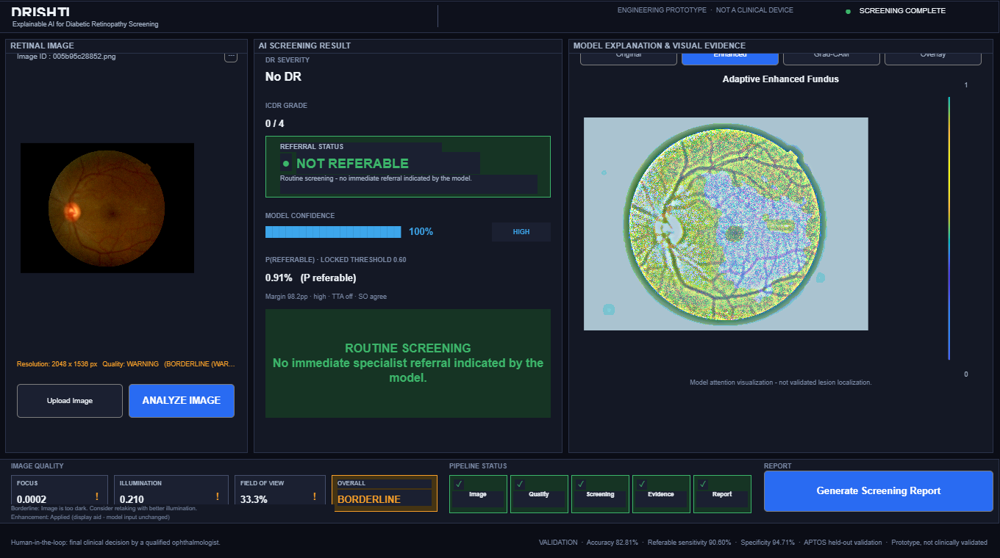 DRISHTI
Explainable AI for Diabetic Retinopathy Screening
ENGINEERING PROTOTYPE · NOT A CLINICAL DEVICE
● SCREENING COMPLETE
RETINAL IMAGE
Image ID : 005b95c28852.png
Resolution: 2048 x 1536 px Quality: WARNING (BORDERLINE (WAR...
Upload Image
ANALYZE IMAGE
AI SCREENING RESULT
DR SEVERITY
No DR
ICDR GRADE
0 / 4
REFERRAL STATUS
● NOT REFERABLE
Routine screening - no immediate referral indicated by the model.
MODEL CONFIDENCE
100%
HIGH
P(REFERABLE) · LOCKED THRESHOLD 0.60
0.91% (P referable)
Margin 98.2pp · high · TTA off · SO agree
ROUTINE SCREENING
No immediate specialist referral indicated by the
model.
MODEL EXPLANATION & VISUAL EVIDENCE
Original
Enhanced
Grad-CAM
Overlay
Adaptive Enhanced Fundus
1
0
Model attention visualization - not validated lesion localization.
IMAGE QUALITY
FOCUS
0.0002 !
ILLUMINATION
0.210 !
FIELD OF VIEW
33.3% !
OVERALL
BORDERLINE
Borderline: Image is too dark. Consider retaking with better illumination.
Enhancement: Applied (display aid - model input unchanged)
PIPELINE STATUS
✓ Image
✓ Quality
✓ Screening
✓ Evidence
✓ Report
REPORT
Generate Screening Report
Human-in-the-loop: final clinical decision by a qualified ophthalmologist.
VALIDATION · Accuracy 82.81% · Referable sensitivity 90.60% · Specificity 94.71% · APTOS held-out validation · Prototype, not clinically validated